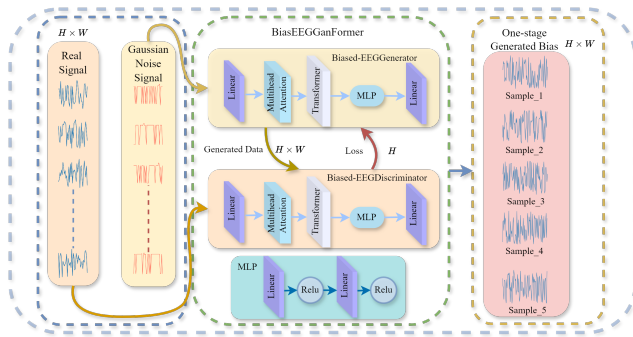 H × W
Real
Signal
Gaussian
Noise
Signal
BiasEEGGanFormer
Biased-EEGGenerator
Linear
Multihead
Attention
Transformer
MLP
Linear
Generated Data
H × W
Loss
H
Biased-EEGDiscriminator
Linear
Multihead
Attention
Transformer
MLP
Linear
MLP
Linear
Relu
Linear
Relu
One-stage
Generated Bias
H × W
Sample_1
Sample_2
Sample_3
Sample_4
Sample_5